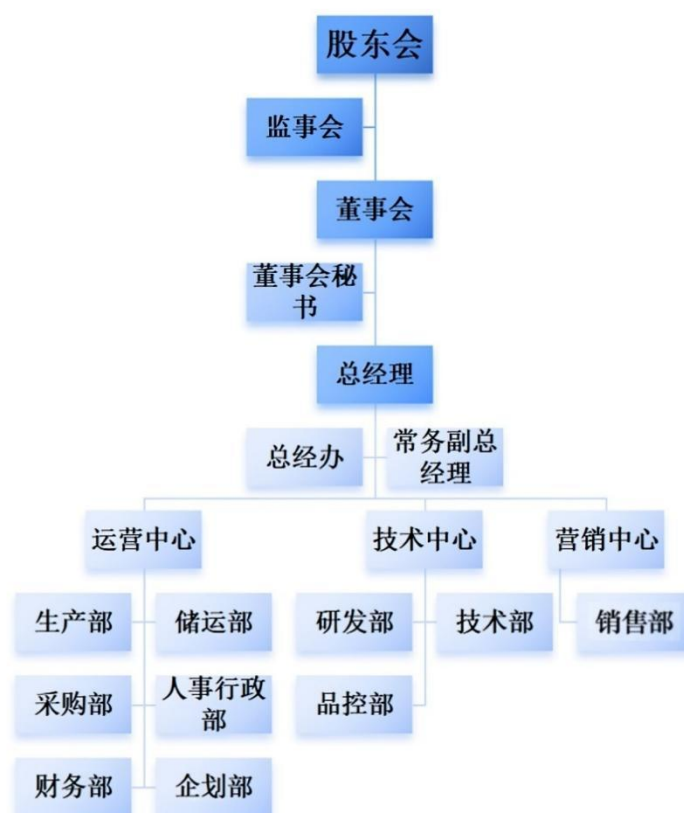 股东会
监事会
董事会
董事会秘
书
总经理
总经办
常务副总
经理
运营中心
技术中心
营销中心
生产部
储运部
研发部
技术部
销售部
采购部
人事行政
部
品控部
财务部
企划部